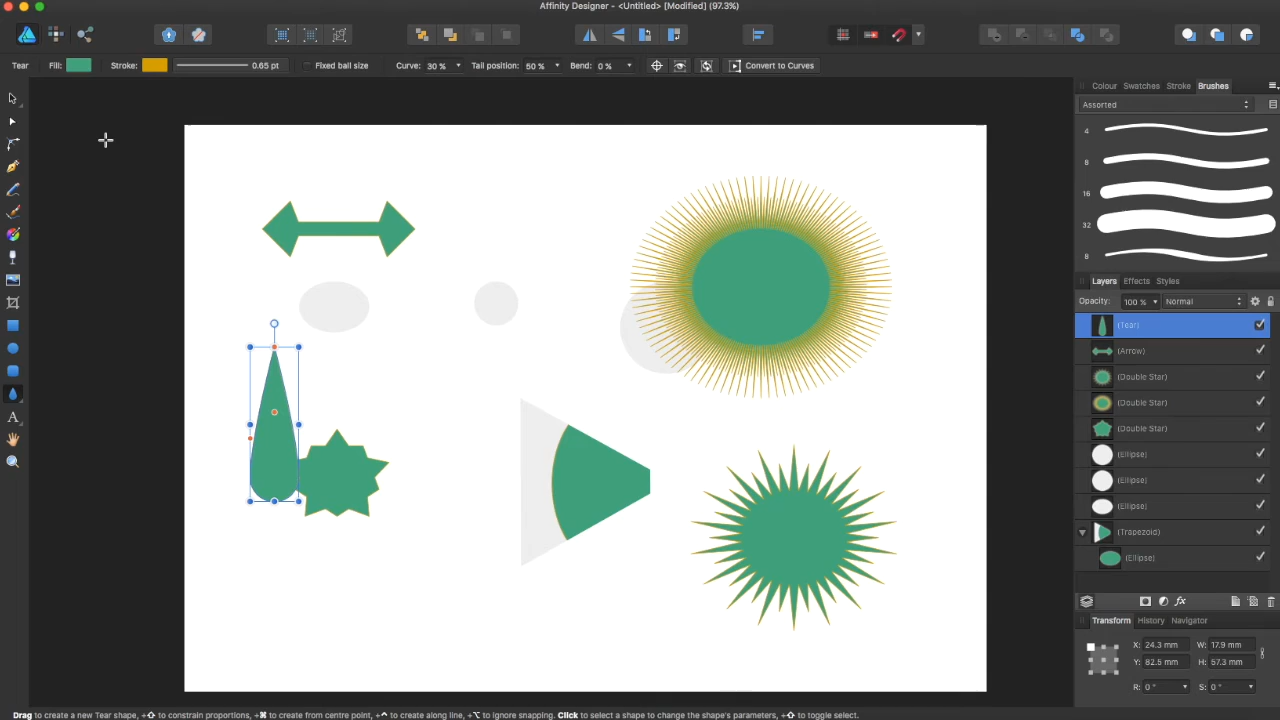 Affinity Designer - <Untitled> [Modified] (97.3%)
Tear Fill: Stroke: 0.65 pt Fixed ball size Curve: 30 % Tail position: 50 % Bend: 0 % Convert to Curves
Colour Swatches Stroke Brushes
Assorted
4
8
16
32
8
Layers Effects Styles
Opacity: 100 % Normal
(Tear)
(Arrow)
(Double Star)
(Double Star)
(Double Star)
(Ellipse)
(Ellipse)
(Ellipse)
(Trapezoid)
(Ellipse)
fx
Transform History Navigator
X: 24.3 mm W: 17.9 mm
Y: 82.5 mm H: 57.3 mm
R: 0 ° S: 0 °
A
Drag to create a new Tear shape, +⇧ to constrain proportions, +⌘ to create from centre point, +^ to create along line, +⌥ to ignore snapping. Click to select a shape to change the shape's parameters, +⇧ to toggle select.